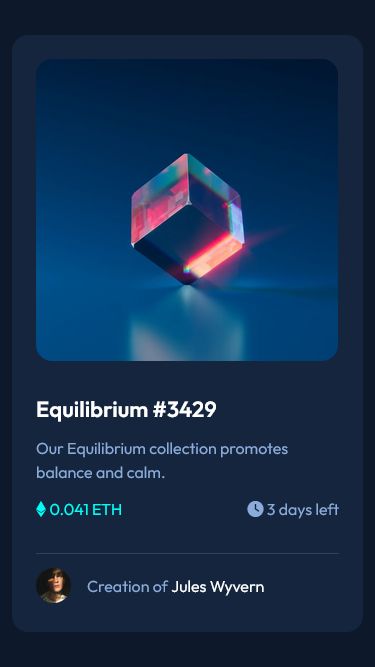 Equilibrium #3429
Our Equilibrium collection promotes
balance and calm.
0.041 ETH
3 days left
Creation of Jules Wyvern